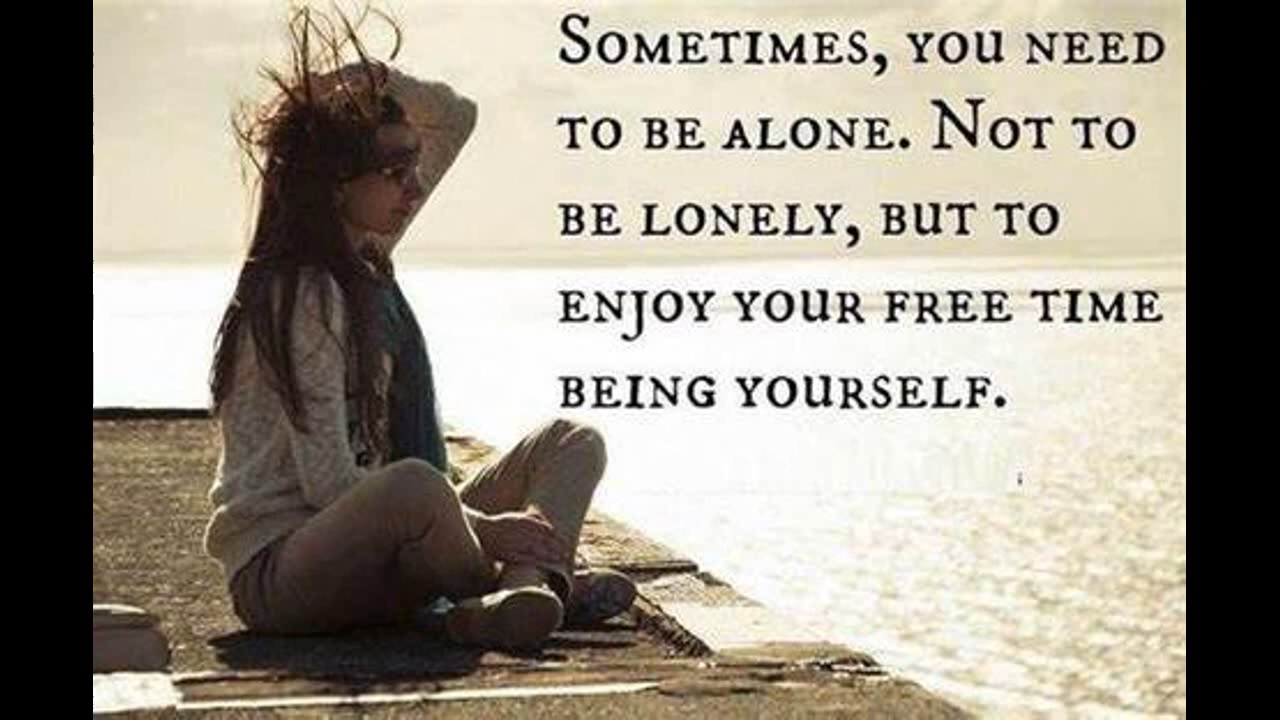 Sometimes, you need
to be alone. Not to
be lonely, but to
enjoy your free time
being yourself.